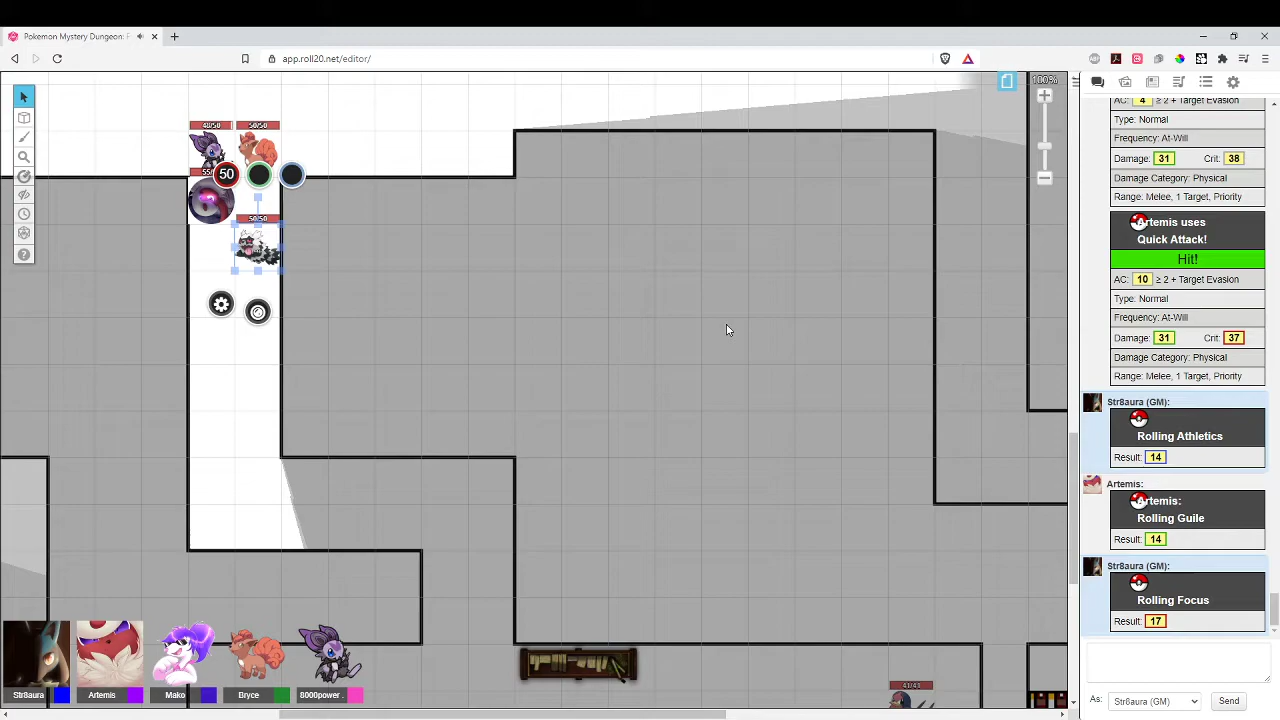 Pokemon Mystery Dungeon: F
app.roll20.net/editor/
100%
48/50
50/50
55
50
50/50
41/41
AC: 4 ≥ 2 + Target Evasion
Type: Normal
Frequency: At-Will
Damage: 31 Crit: 38
Damage Category: Physical
Range: Melee, 1 Target, Priority
Artemis uses
Quick Attack!
Hit!
AC: 10 ≥ 2 + Target Evasion
Type: Normal
Frequency: At-Will
Damage: 31 Crit: 37
Damage Category: Physical
Range: Melee, 1 Target, Priority
Str8aura (GM):
Rolling Athletics
Result: 14
Artemis:
Artemis:
Rolling Guile
Result: 14
Str8aura (GM):
Rolling Focus
Result: 17
As: Str8aura (GM) Send
Str8aura
Artemis
Mako
Bryce
8000power .